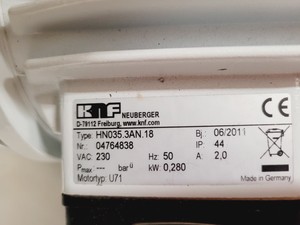 KNF NEUBERGER
D-79112 Freiburg, www.knf.com
CE
Type: HN035.3AN.18 Bj.: 06/2011
Nr.: 04764838 IP 44
VAC: 230 Hz: 50 A: 2,0
Pmax: --- bar ü kW 0,280
Motortyp: U71
Made in Germany